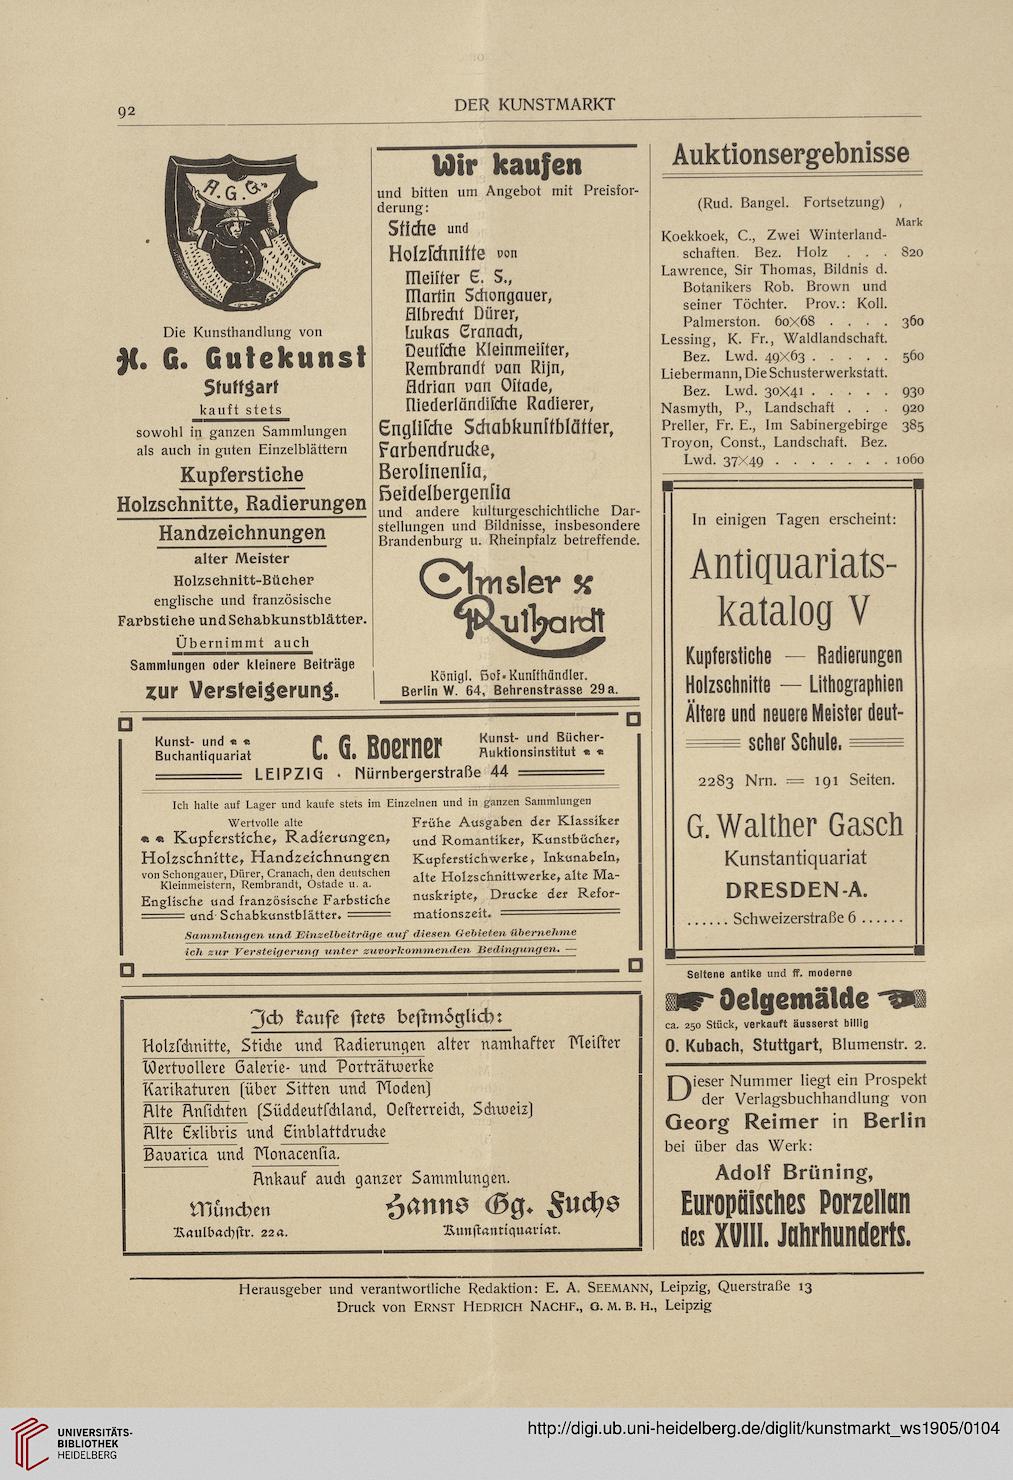 92
DER KUNSTMARKT
A. G. G.
Die Kunsthandlung von
H. G. Gutekunst
Stuttgart
kauft stets
sowohl in ganzen Sammlungen
als auch in guten Einzelblättern
Kupferstiche
Holzschnitte, Radierungen
Handzeichnungen
alter Meister
Holzschnitt-Bücher
englische und französische
Farbstiche und Schabkunstblätter.
Übernimmt auch
Sammlungen oder kleinere Beiträge
zur Versteigerung.
Wir kaufen
und bitten um Angebot mit Preisfor-
derung:
Stiche und
Holzſchnitte von
Meiſter E. S.,
Martin Schongauer,
Albrecht Dürer,
Lukas Cranach,
Deutſche Kleinmeiſter,
Rembrandt van Rijn,
Adrian van Oſtade,
Niederländiſche Radierer,
Engliſche Schabkunſtblätter,
Farbendrucke,
Berolinenſia,
Heidelbergenſia
und andere kulturgeschichtliche Dar-
stellungen und Bildnisse, insbesondere
Brandenburg u. Rheinpfalz betreffende.
Amsler &
Ruthardt
Königl. Hof-Kunſthändler.
Berlin W. 64, Behrenstrasse 29 a.
Auktionsergebnisse
(Rud. Bangel. Fortsetzung)
Mark
Koekkoek, C., Zwei Winterland-
schaften. Bez. Holz . . . 820
Lawrence, Sir Thomas, Bildnis d.
Botanikers Rob. Brown und
seiner Töchter. Prov.: Koll.
Palmerston. 60×68 . . . . 360
Lessing, K. Fr., Waldlandschaft.
Bez. Lwd. 49×63 . . . . . 560
Liebermann, Die Schusterwerkstatt.
Bez. Lwd. 30×41 . . . . . 930
Nasmyth, P., Landschaft . . . 920
Preller, Fr. E., Im Sabinergebirge 385
Troyon, Const., Landschaft. Bez.
Lwd. 37×49 . . . . . . . 1060
In einigen Tagen erscheint:
Antiquariats-
katalog V
Kupferstiche — Radierungen
Holzschnitte — Lithographien
Ältere und neuere Meister deut-
scher Schule.
2283 Nrn. = 191 Seiten.
G. Walther Gasch
Kunstantiquariat
DRESDEN-A.
...... Schweizerstraße 6 ......
C. G. Boerner
Kunst- und
Buchantiquariat
Kunst- und Bücher-
Auktionsinstitut
LEIPZIG · Nürnbergerstraße 44
Ich halte auf Lager und kaufe stets im Einzelnen und in ganzen Sammlungen
Wertvolle alte
Kupferstiche, Radierungen,
Holzschnitte, Handzeichnungen
von Schongauer, Dürer, Cranach, den deutschen
Kleinmeistern, Rembrandt, Ostade u. a.
Englische und französische Farbstiche
und Schabkunstblätter.
Frühe Ausgaben der Klassiker
und Romantiker, Kunstbücher,
Kupferstichwerke, Inkunabeln,
alte Holzschnittwerke, alte Ma-
nuskripte, Drucke der Refor-
mationszeit.
Sammlungen und Einzelbeiträge auf diesen Gebieten übernehme
ich zur Versteigerung unter zuvorkommenden Bedingungen. —
Ich kaufe ſtets beſtmöglich:
Holzſchnitte, Stiche und Radierungen alter namhafter Meiſter
Wertvollere Galerie- und Porträtwerke
Karikaturen (über Sitten und Moden)
Alte Anſichten (Süddeutſchland, Oeſterreich, Schweiz)
Alte Exlibris und Einblattdrucke
Bavarica und Monacenſia.
Ankauf auch ganzer Sammlungen.
München
Kaulbachſtr. 22a.
Hanns Gg. Fuchs
Kunſtantiquariat.
Seltene antike und ff. moderne
Oelgemälde
ca. 250 Stück, verkauft äusserst billig
O. Kubach, Stuttgart, Blumenstr. 2.
Dieser Nummer liegt ein Prospekt
der Verlagsbuchhandlung von
Georg Reimer in Berlin
bei über das Werk:
Adolf Brüning,
Europäisches Porzellan
des XVIII. Jahrhunderts.
Herausgeber und verantwortliche Redaktion: E. A. SEEMANN, Leipzig, Querstraße 13
Druck von ERNST HEDRICH NACHF., G. M. B. H., Leipzig
UNIVERSITÄTS-
BIBLIOTHEK
HEIDELBERG
http://digi.ub.uni-heidelberg.de/diglit/kunstmarkt_ws1905/0104